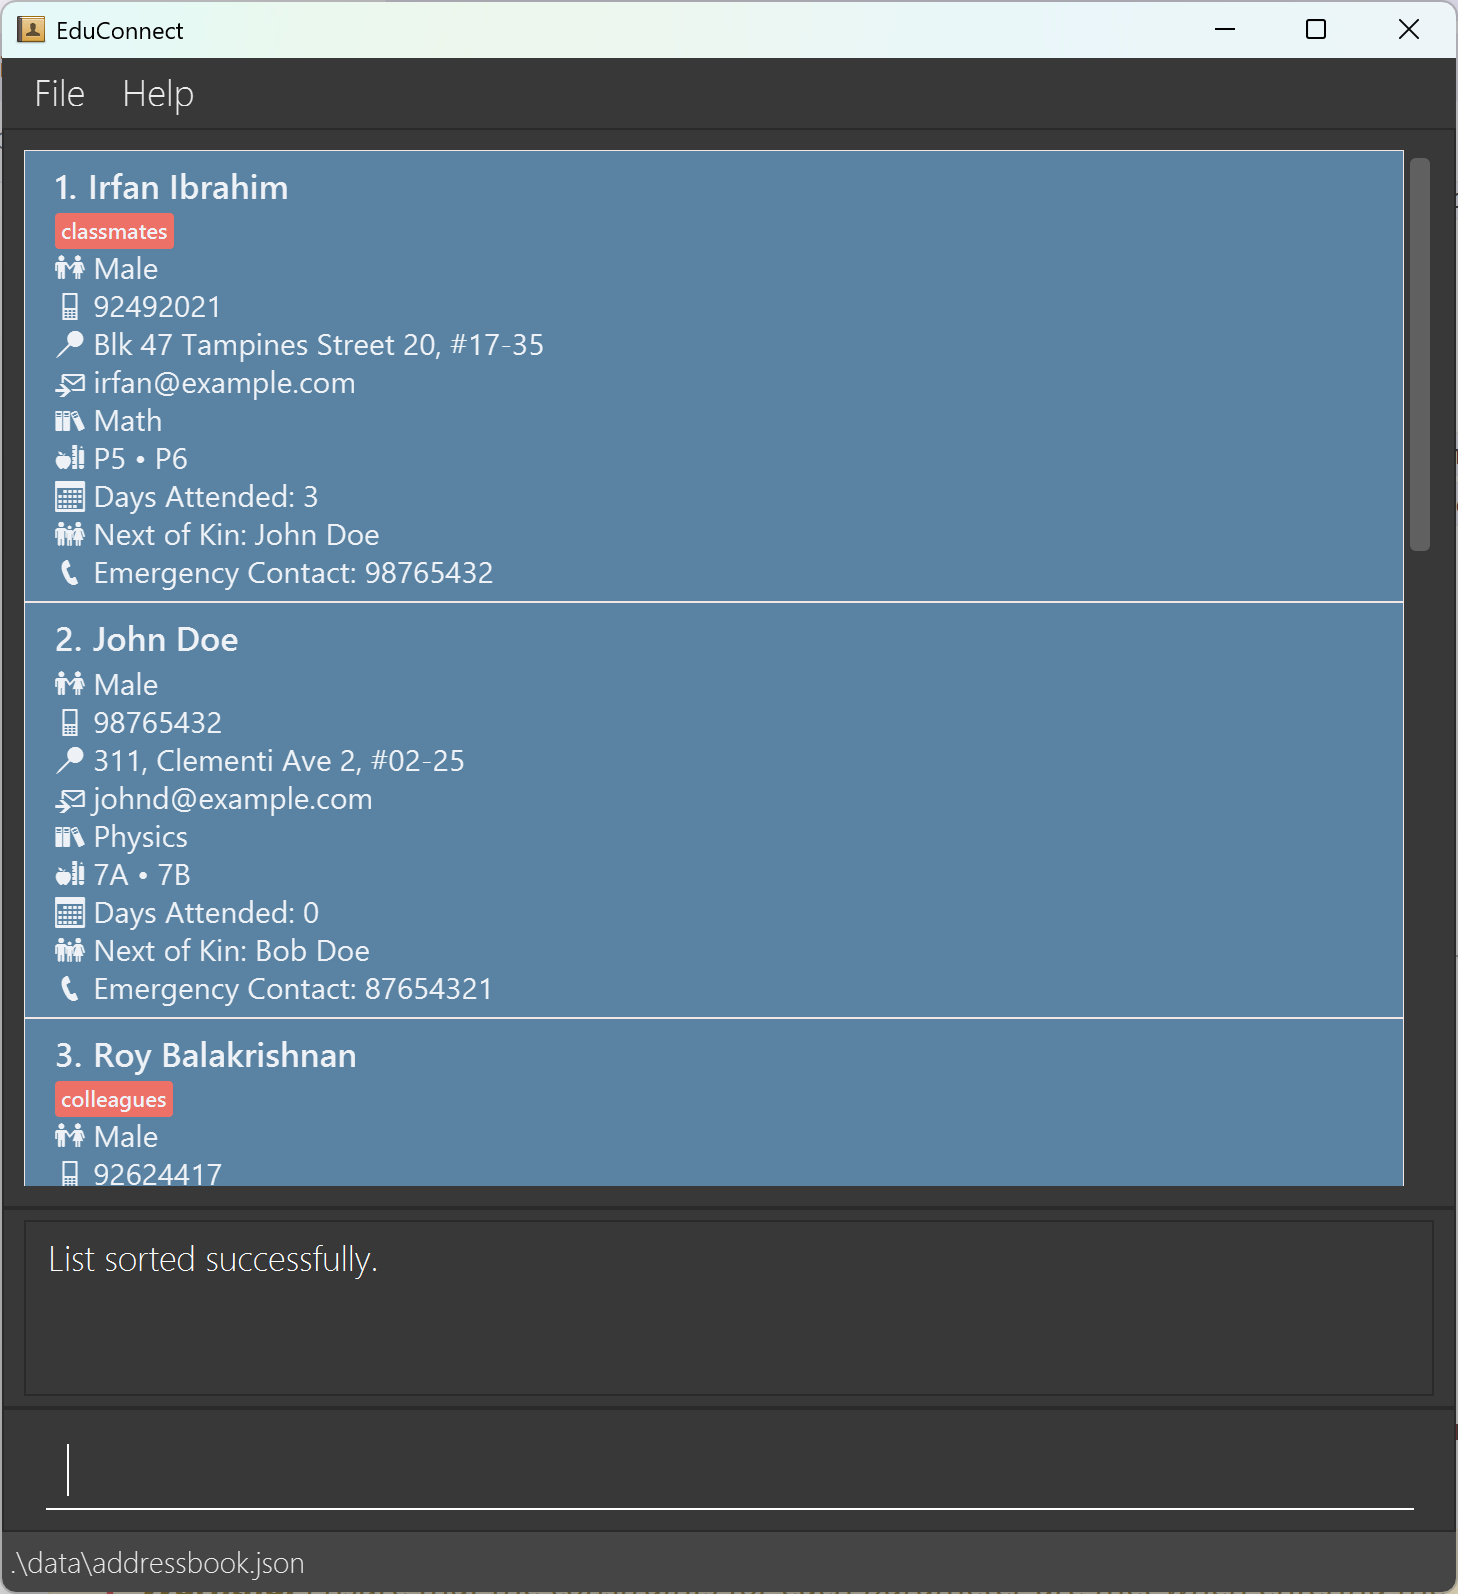 EduConnect
File Help
1. Irfan Ibrahim
classmates
Male
92492021
Blk 47 Tampines Street 20, #17-35
irfan@example.com
Math
P5 • P6
Days Attended: 3
Next of Kin: John Doe
Emergency Contact: 98765432
2. John Doe
Male
98765432
311, Clementi Ave 2, #02-25
johnd@example.com
Physics
7A • 7B
Days Attended: 0
Next of Kin: Bob Doe
Emergency Contact: 87654321
3. Roy Balakrishnan
colleagues
Male
92624417
List sorted successfully.
.\data\addressbook.json